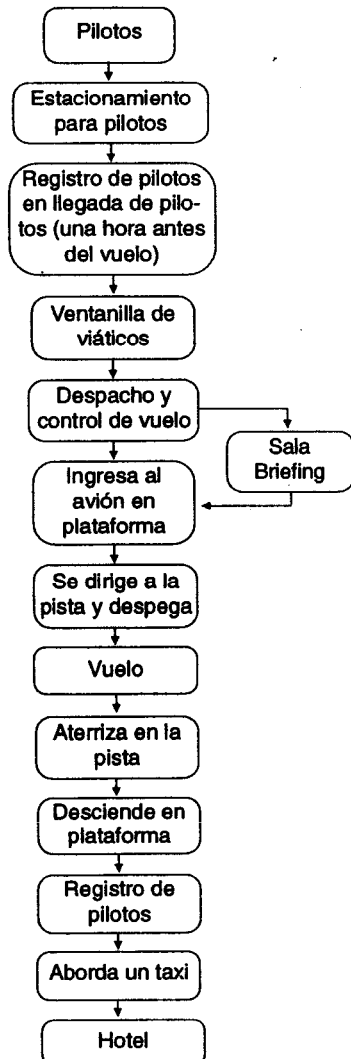 Pilotos
Estacionamiento
para pilotos
Registro de pilotos
en llegada de pilo-
tos (una hora antes
del vuelo)
Ventanilla de
viáticos
Despacho y
control de vuelo
Sala
Briefing
Ingresa al
avión en
plataforma
Se dirige a la
pista y despega
Vuelo
Aterriza en la
pista
Desciende en
plataforma
Registro de
pilotos
Aborda un taxi
Hotel